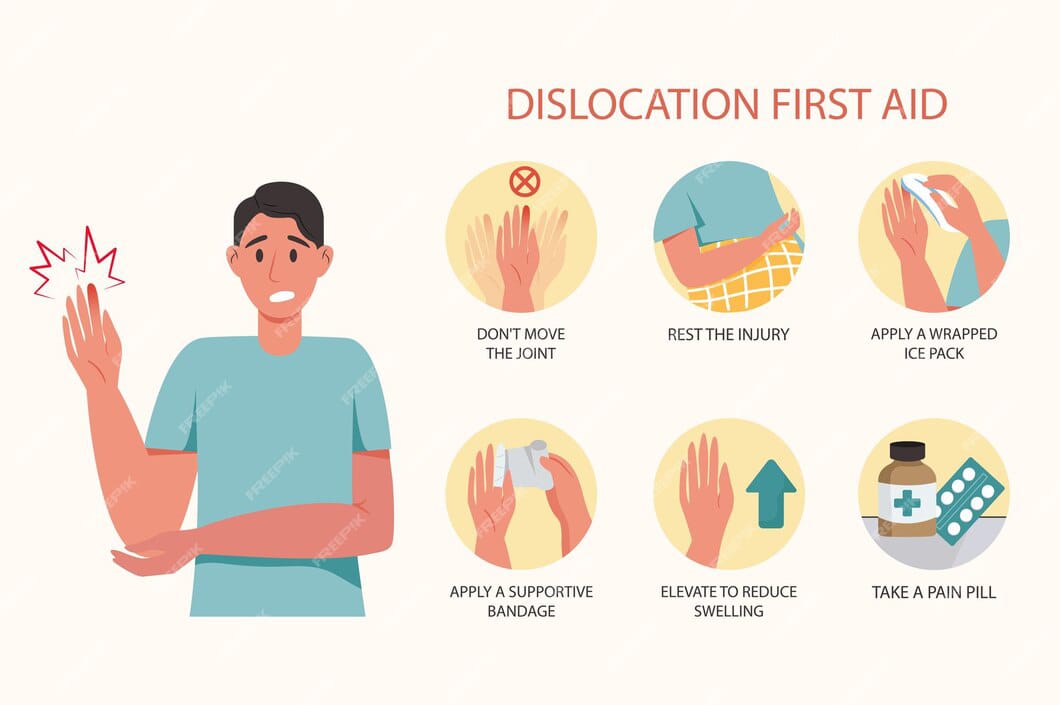 DISLOCATION FIRST AID
DON'T MOVE
THE JOINT
REST THE INJURY
APPLY A WRAPPED
ICE PACK
APPLY A SUPPORTIVE
BANDAGE
ELEVATE TO REDUCE
SWELLING
TAKE A PAIN PILL
FREEPIK